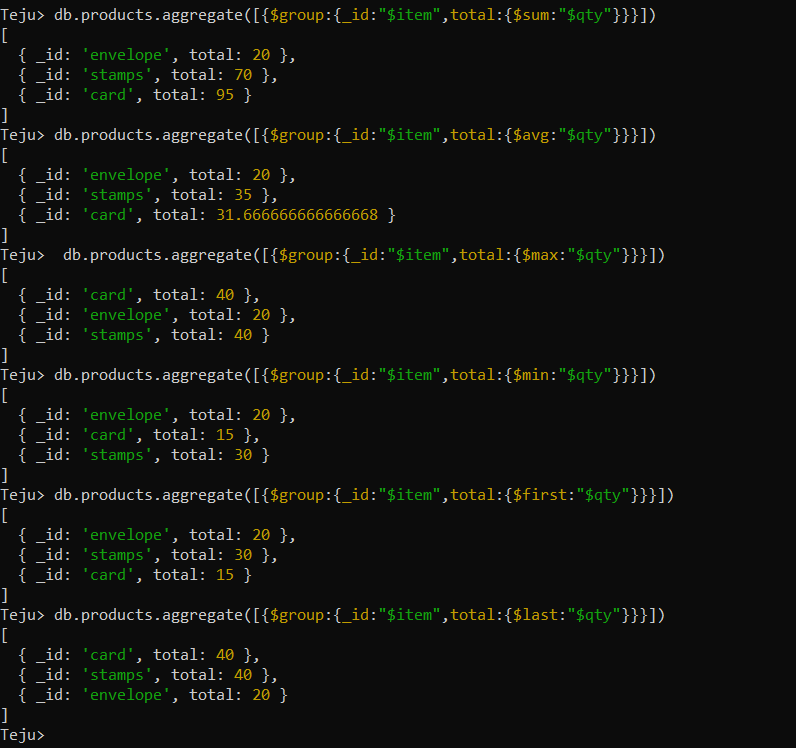 Teju> db.products.aggregate([{$group:{_id:"$item",total:{$sum:"$qty"}}}])
[
  { _id: 'envelope', total: 20 },
  { _id: 'stamps', total: 70 },
  { _id: 'card', total: 95 }
]
Teju> db.products.aggregate([{$group:{_id:"$item",total:{$avg:"$qty"}}}])
[
  { _id: 'envelope', total: 20 },
  { _id: 'stamps', total: 35 },
  { _id: 'card', total: 31.666666666666668 }
]
Teju>  db.products.aggregate([{$group:{_id:"$item",total:{$max:"$qty"}}}])
[
  { _id: 'card', total: 40 },
  { _id: 'envelope', total: 20 },
  { _id: 'stamps', total: 40 }
]
Teju> db.products.aggregate([{$group:{_id:"$item",total:{$min:"$qty"}}}])
[
  { _id: 'envelope', total: 20 },
  { _id: 'card', total: 15 },
  { _id: 'stamps', total: 30 }
]
Teju> db.products.aggregate([{$group:{_id:"$item",total:{$first:"$qty"}}}])
[
  { _id: 'envelope', total: 20 },
  { _id: 'stamps', total: 30 },
  { _id: 'card', total: 15 }
]
Teju> db.products.aggregate([{$group:{_id:"$item",total:{$last:"$qty"}}}])
[
  { _id: 'card', total: 40 },
  { _id: 'stamps', total: 40 },
  { _id: 'envelope', total: 20 }
]
Teju>